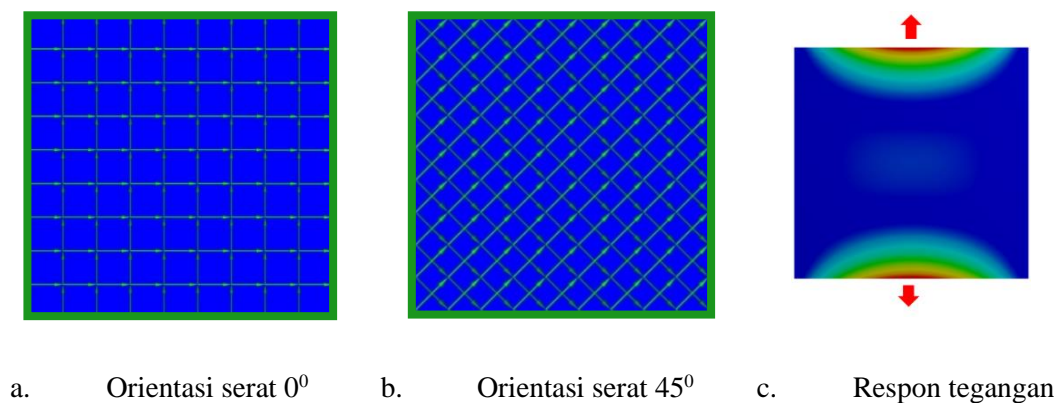 a. Orientasi serat 0⁰ b. Orientasi serat 45⁰ c. Respon tegangan